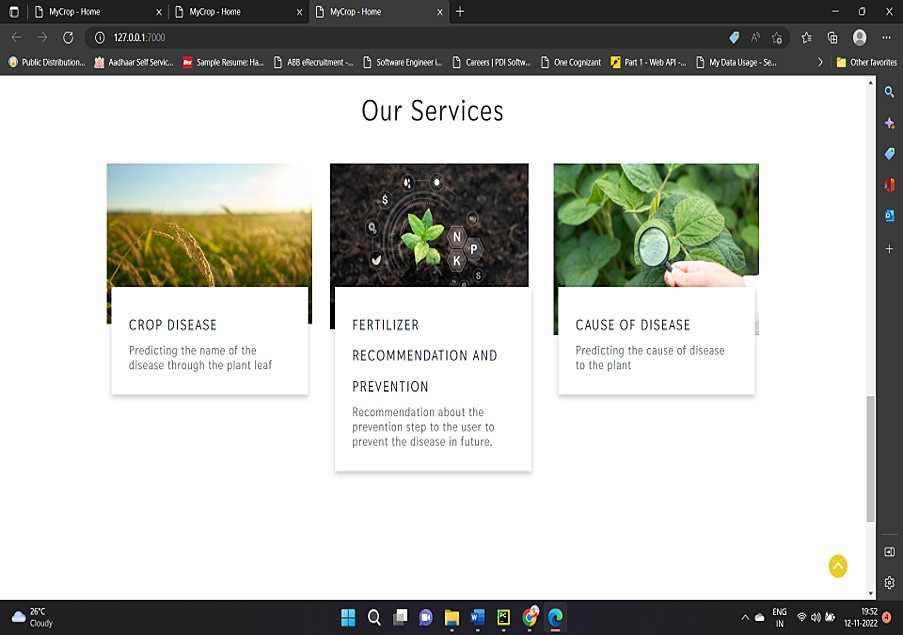 MyCrop - Home
MyCrop - Home
MyCrop - Home
127.0.0.1:7000
Public Distribution...
Aadhaar Self Servic...
Sample Resume: Ha...
ABB eRecruitment -...
Software Engineer i...
Careers | PDI Softw...
One Cognizant
Part 1 - Web API -...
My Data Usage - Se...
Other favorites
Our Services
$
N
P
K
S
CROP DISEASE
Predicting the name of the
disease through the plant leaf
FERTILIZER
RECOMMENDATION AND
PREVENTION
Recommendation about the
prevention step to the user to
prevent the disease in future.
CAUSE OF DISEASE
Predicting the cause of disease
to the plant
26°C
Cloudy
ENG
IN
19:52
12-11-2022
4